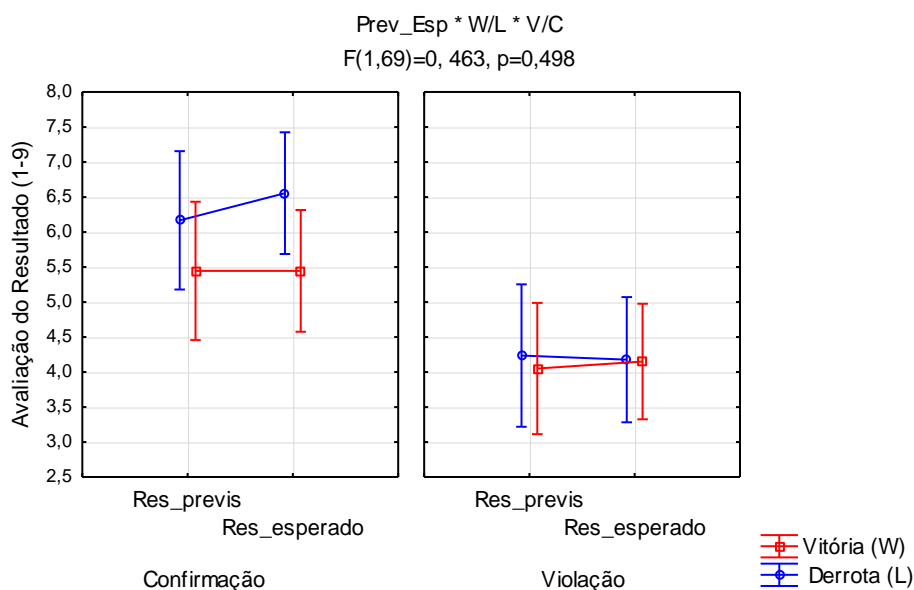 Prev_Esp * W/L * V/C
F(1,69)=0, 463, p=0,498
Avaliação do Resultado (1-9)
8,0
7,5
7,0
6,5
6,0
5,5
5,0
4,5
4,0
3,5
3,0
2,5
Res_previs
Res_esperado
Confirmação
Res_previs
Res_esperado
Violação
Vitória (W)
Derrota (L)